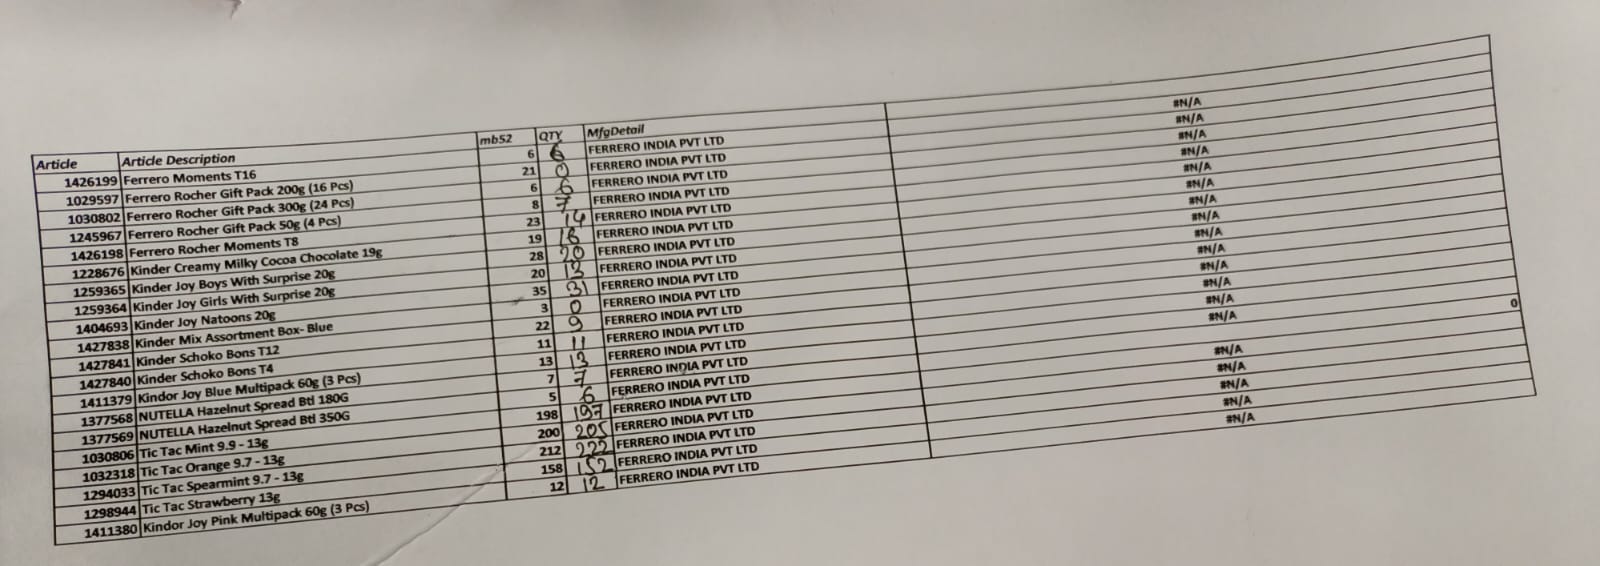 Article Article Description mb52 QTY MfgDetail
1426199 Ferrero Moments T16 6 6 FERRERO INDIA PVT LTD #N/A
1029597 Ferrero Rocher Gift Pack 200g (16 Pcs) 21 0 FERRERO INDIA PVT LTD #N/A
1030802 Ferrero Rocher Gift Pack 300g (24 Pcs) 6 6 FERRERO INDIA PVT LTD #N/A
1245967 Ferrero Rocher Gift Pack 50g (4 Pcs) 8 7 FERRERO INDIA PVT LTD #N/A
1426198 Ferrero Rocher Moments T8 23 14 FERRERO INDIA PVT LTD #N/A
1228676 Kinder Creamy Milky Cocoa Chocolate 19g 19 18 FERRERO INDIA PVT LTD #N/A
1259365 Kinder Joy Boys With Surprise 20g 28 20 FERRERO INDIA PVT LTD #N/A
1259364 Kinder Joy Girls With Surprise 20g 20 13 FERRERO INDIA PVT LTD #N/A
1404693 Kinder Joy Natoons 20g 35 31 FERRERO INDIA PVT LTD #N/A
1427838 Kinder Mix Assortment Box- Blue 3 0 FERRERO INDIA PVT LTD #N/A
1427841 Kinder Schoko Bons T12 22 9 FERRERO INDIA PVT LTD #N/A
1427840 Kinder Schoko Bons T4 11 11 FERRERO INDIA PVT LTD #N/A
1411379 Kindor Joy Blue Multipack 60g (3 Pcs) 13 13 FERRERO INDIA PVT LTD #N/A
1377568 NUTELLA Hazelnut Spread Btl 180G 7 7 FERRERO INDIA PVT LTD #N/A
1377569 NUTELLA Hazelnut Spread Btl 350G 5 6 FERRERO INDIA PVT LTD 0
1030806 Tic Tac Mint 9.9 - 13g 198 197 FERRERO INDIA PVT LTD #N/A
1032318 Tic Tac Orange 9.7 - 13g 200 205 FERRERO INDIA PVT LTD #N/A
1294033 Tic Tac Spearmint 9.7 - 13g 212 222 FERRERO INDIA PVT LTD #N/A
1298944 Tic Tac Strawberry 13g 158 152 FERRERO INDIA PVT LTD #N/A
1411380 Kindor Joy Pink Multipack 60g (3 Pcs) 12 12 FERRERO INDIA PVT LTD #N/A